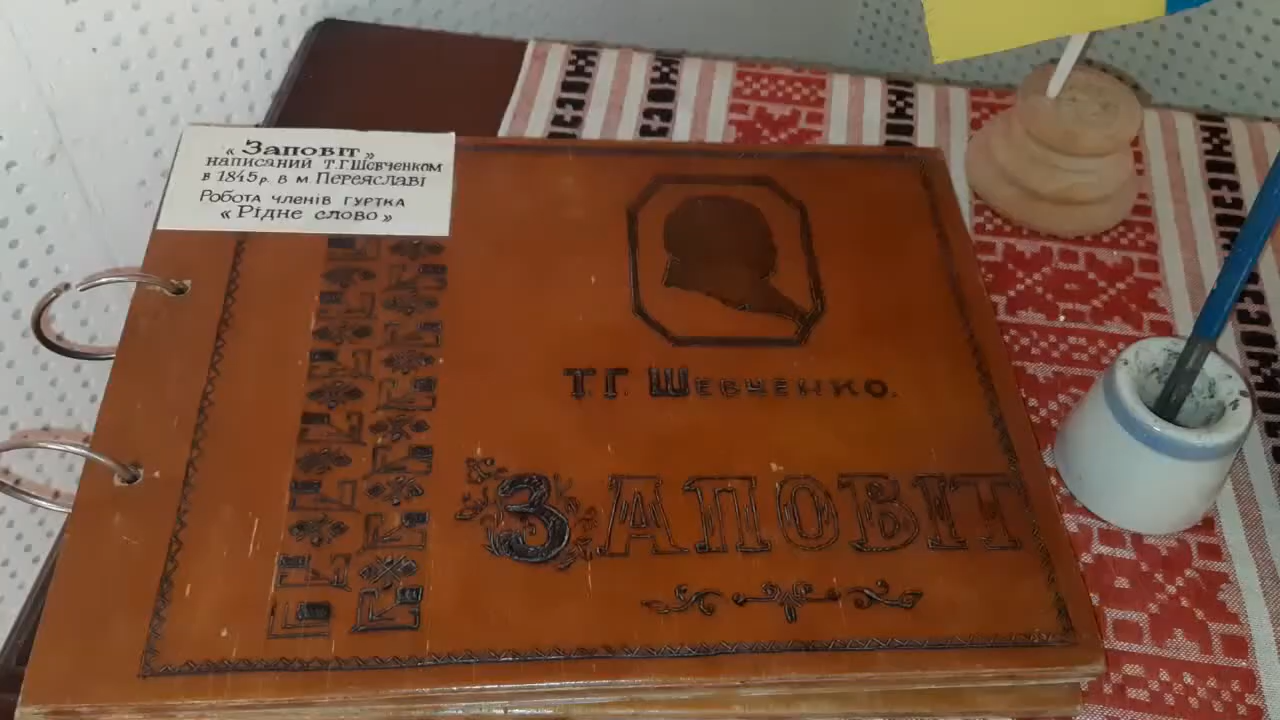 « Заповіт »
написаний Т.Г.Шевченком
в 1845р. в м Переяславі
Робота членів гуртка
«Рідне слово»
Т.Г. Шевченко.
Заповіт